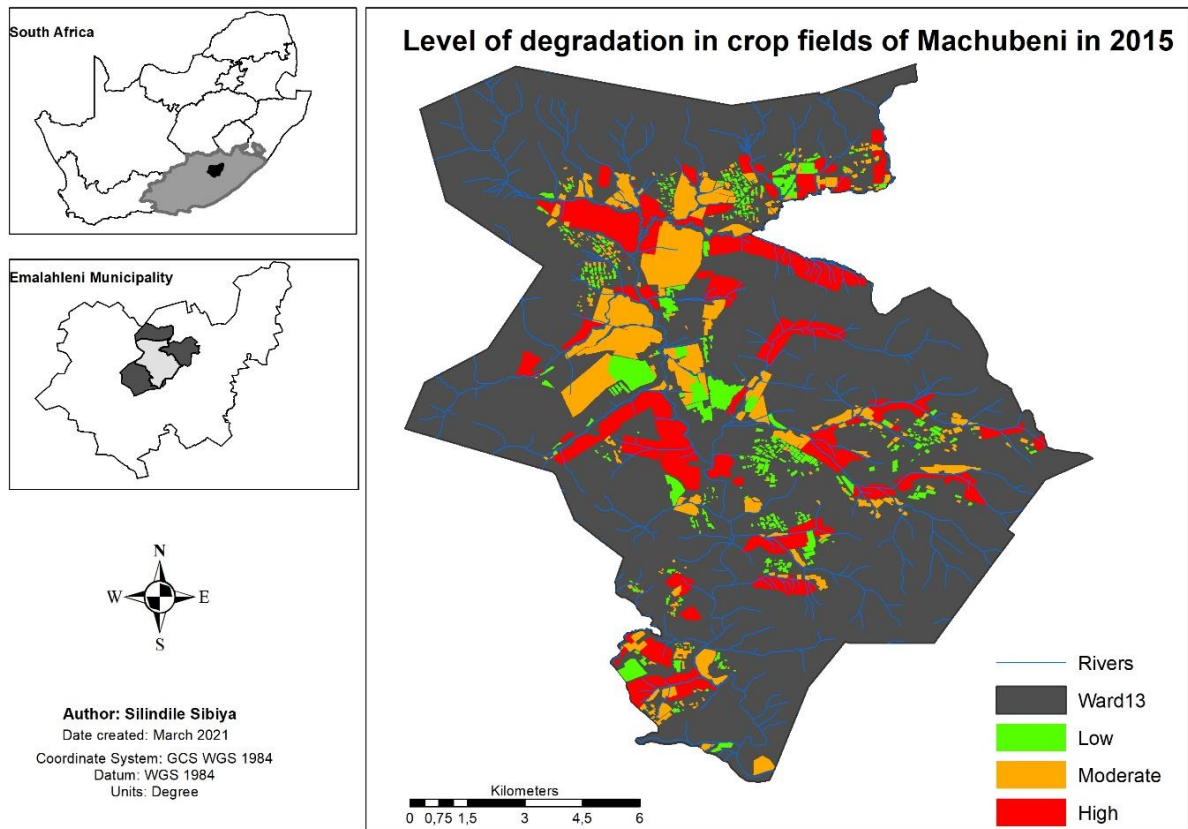 South Africa
Emalahleni Municipality
N
W E
S
Author: Silindile Sibiya
Date created: March 2021
Coordinate System: GCS WGS 1984
Datum: WGS 1984
Units: Degree
Level of degradation in crop fields of Machubeni in 2015
Rivers
Ward13
Low
Moderate
High
Kilometers
0 0,75 1,5 3 4,5 6